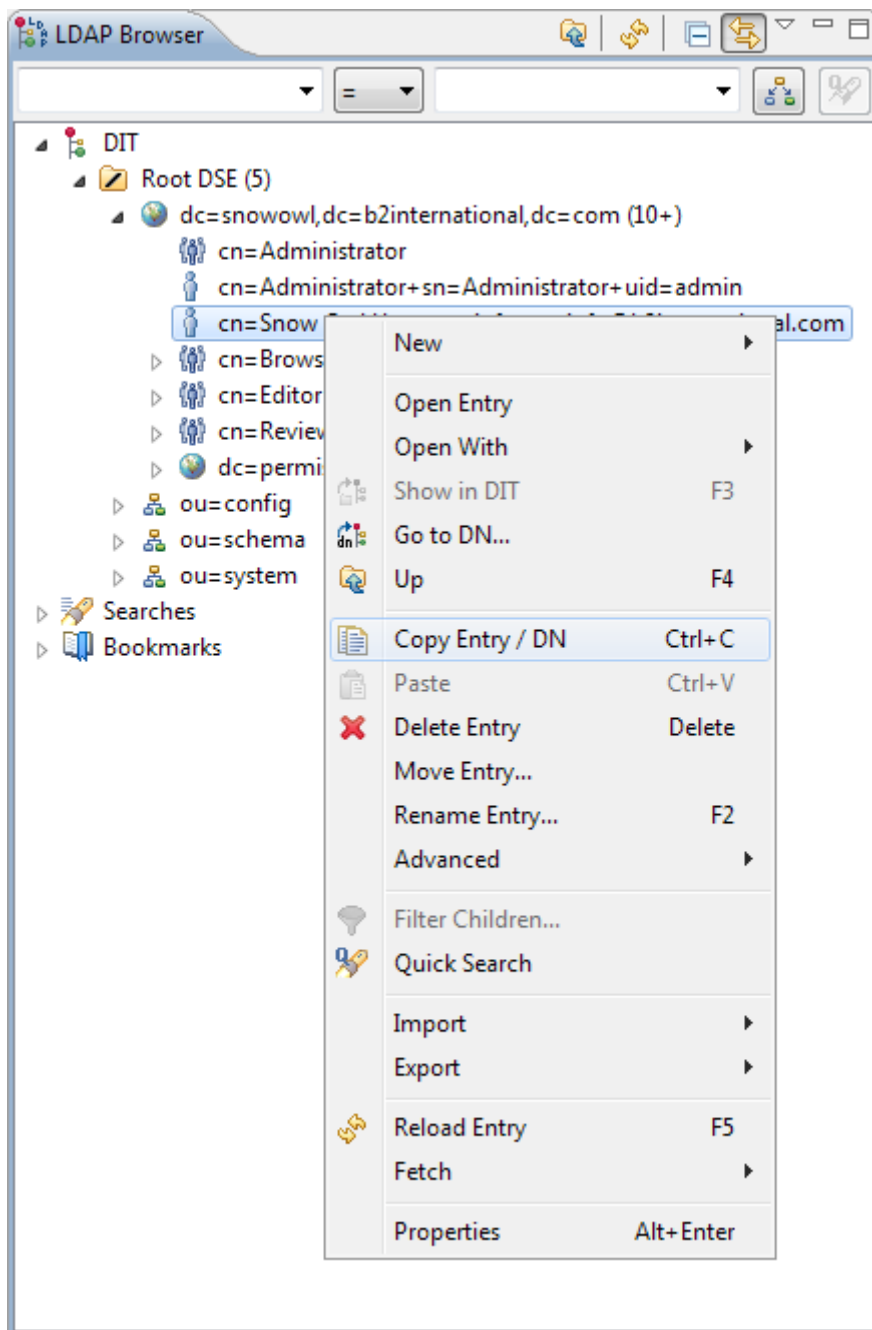 LDAP Browser
=
DIT
Root DSE (5)
dc=snowowl,dc=b2international,dc=com (10+)
cn=Administrator
cn=Administrator+sn=Administrator+uid=admin
cn=Snow al.com
cn=Brows
cn=Editor
cn=Review
dc=permis
ou=config
ou=schema
ou=system
Searches
Bookmarks
New
Open Entry
Open With
Show in DIT F3
Go to DN...
Up F4
Copy Entry / DN Ctrl+C
Paste Ctrl+V
Delete Entry Delete
Move Entry...
Rename Entry... F2
Advanced
Filter Children...
Quick Search
Import
Export
Reload Entry F5
Fetch
Properties Alt+Enter